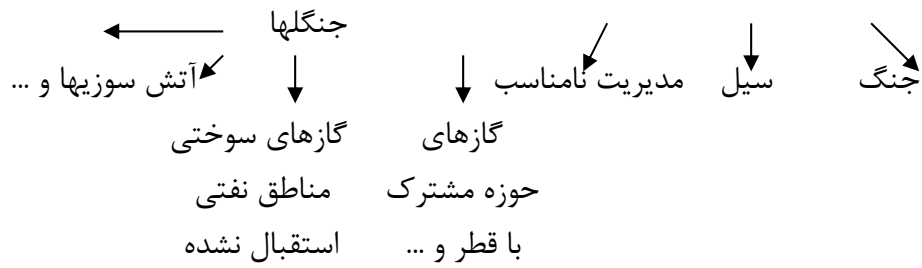 جنگلها
جنگ سیل مدیریت نامناسب آتش سوزیها و ...
گازهای گازهای سوختی
حوزه مشترک مناطق نفتی
با قطر و ... استقبال نشده